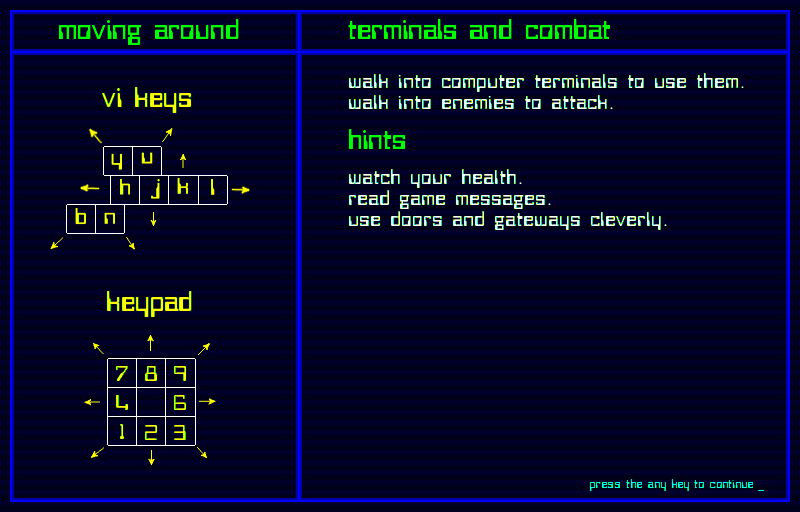 moving around
vi keys
y u
h j k l
b n
keypad
7 8 9
4 6
1 2 3
terminals and combat
walk into computer terminals to use them.
walk into enemies to attack.
hints
watch your health.
read game messages.
use doors and gateways cleverly.
press the any key to continue _